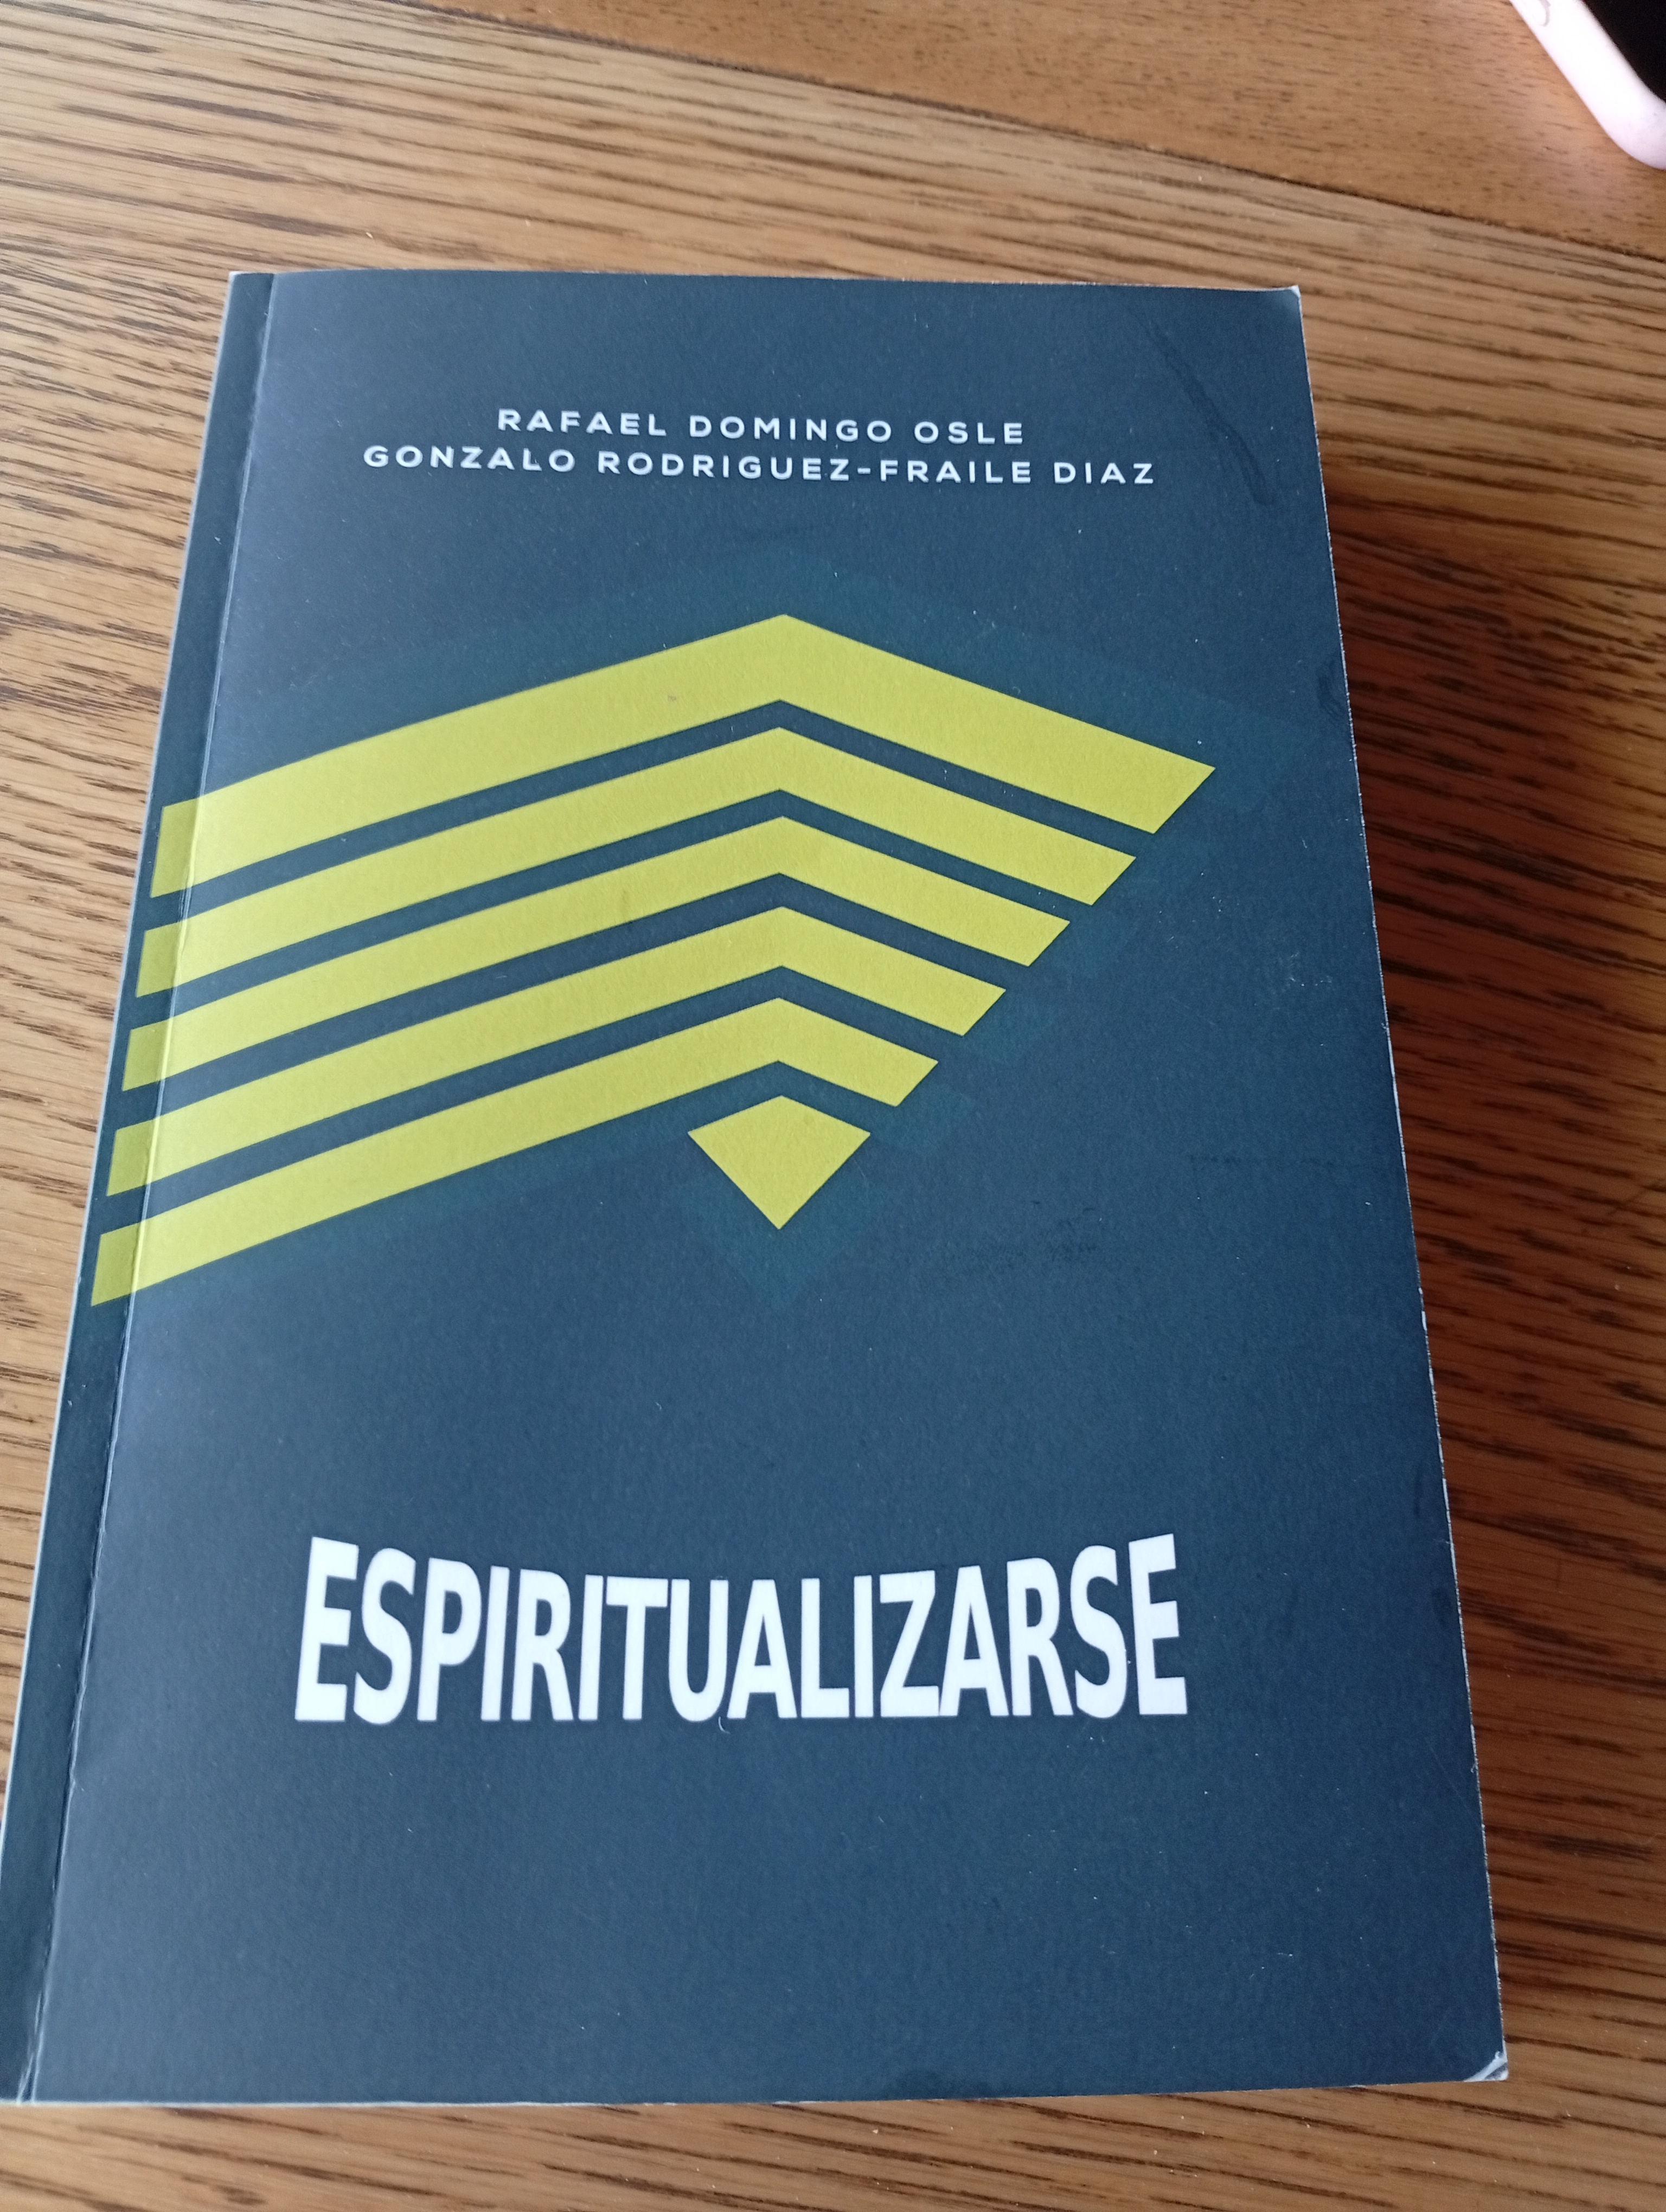 RAFAEL DOMINGO OSLE
GONZALO RODRIGUEZ-FRAILE DIAZ
ESPIRITUALIZARSE